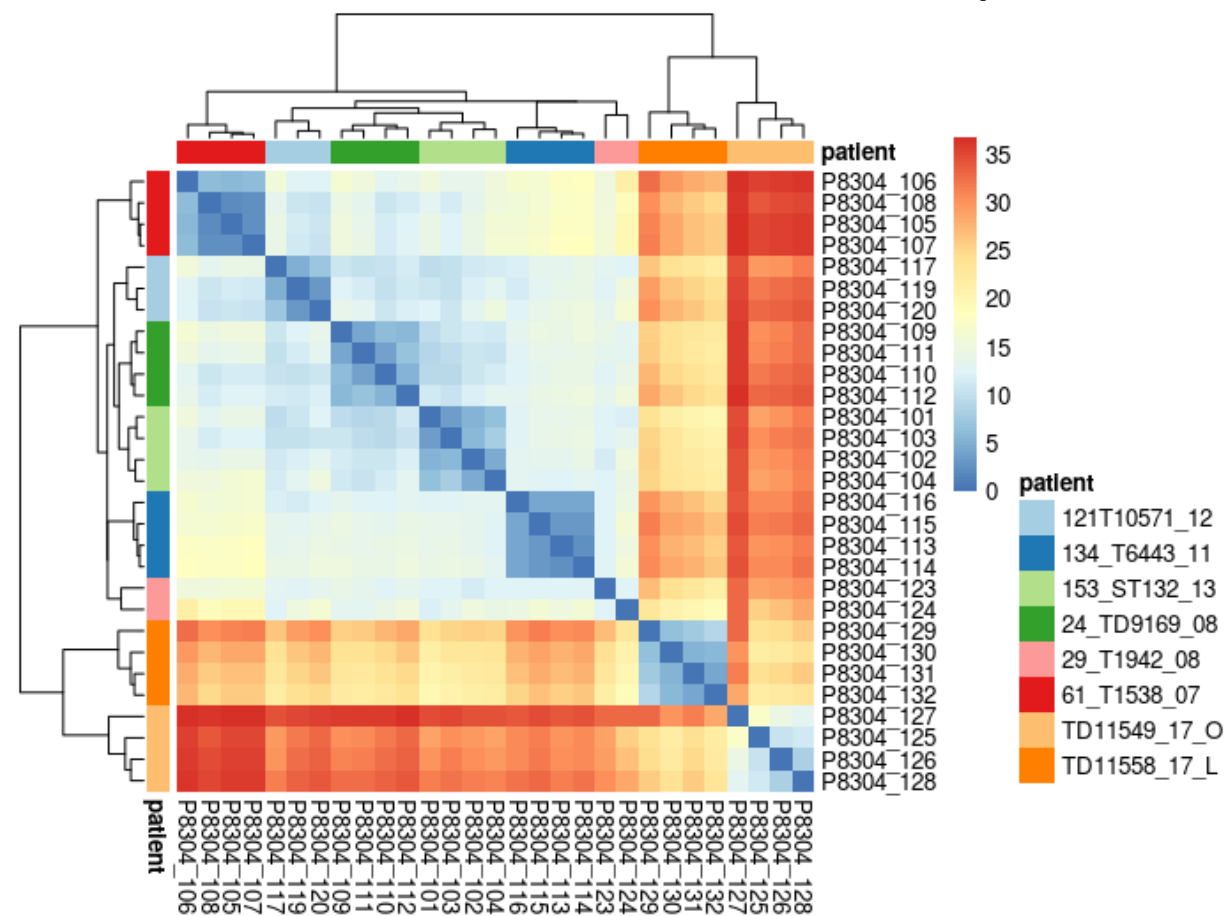 patient
P8304_106
P8304_108
P8304_105
P8304_107
P8304_117
P8304_119
P8304_120
P8304_109
P8304_111
P8304_110
P8304_112
P8304_101
P8304_103
P8304_102
P8304_104
P8304_116
P8304_115
P8304_113
P8304_114
P8304_123
P8304_124
P8304_129
P8304_130
P8304_131
P8304_132
P8304_127
P8304_125
P8304_126
P8304_128
35
30
25
20
15
10
5
0
patient
121T10571_12
134_T6443_11
153_ST132_13
24_TD9169_08
29_T1942_08
61_T1538_07
TD11549_17_O
TD11558_17_L
patient
P8304_106
P8304_108
P8304_105
P8304_107
P8304_117
P8304_119
P8304_120
P8304_109
P8304_111
P8304_110
P8304_112
P8304_101
P8304_103
P8304_102
P8304_104
P8304_116
P8304_115
P8304_113
P8304_114
P8304_123
P8304_124
P8304_129
P8304_130
P8304_131
P8304_132
P8304_127
P8304_125
P8304_126
P8304_128